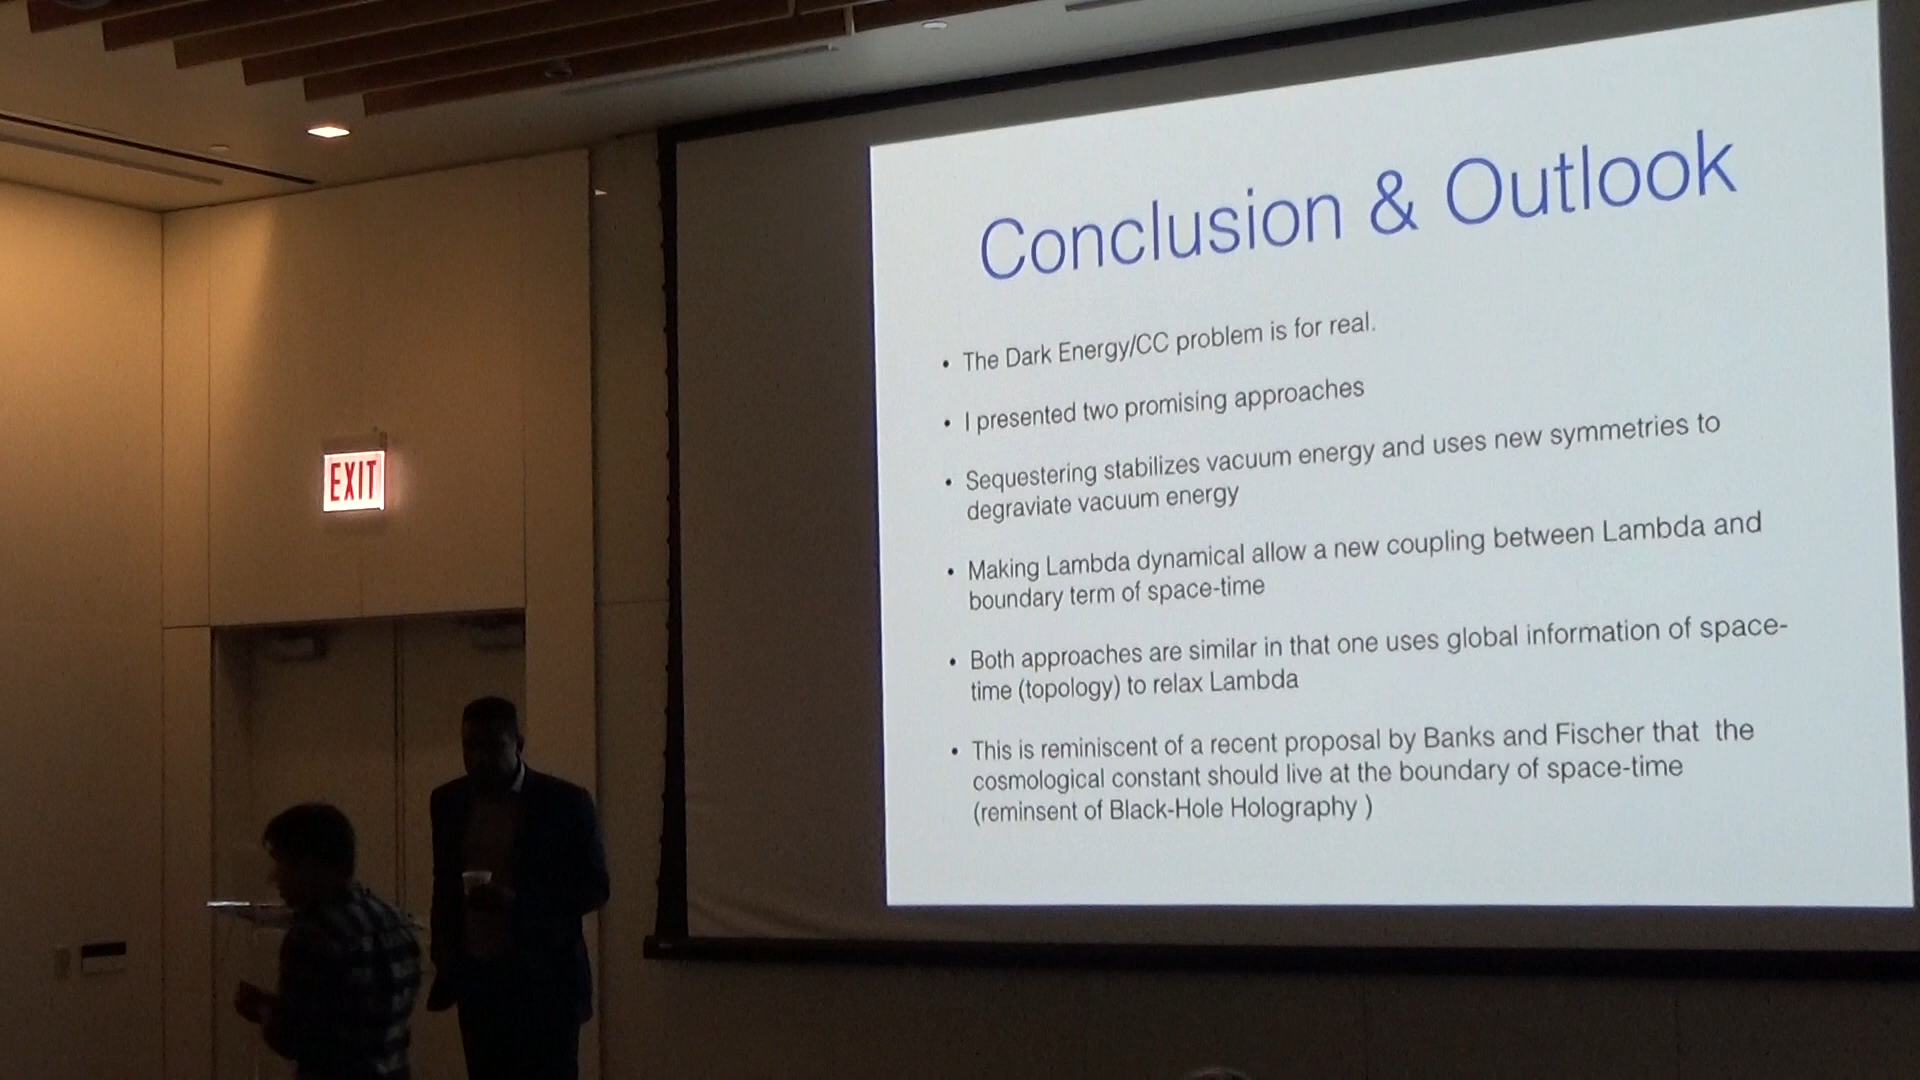 EXIT
Conclusion & Outlook
• The Dark Energy/CC problem is for real.
• I presented two promising approaches
• Sequestering stabilizes vacuum energy and uses new symmetries to
degraviate vacuum energy
• Making Lambda dynamical allow a new coupling between Lambda and
boundary term of space-time
• Both approaches are similar in that one uses global information of space-
time (topology) to relax Lambda
• This is reminiscent of a recent proposal by Banks and Fischer that the
cosmological constant should live at the boundary of space-time
(reminsent of Black-Hole Holography )